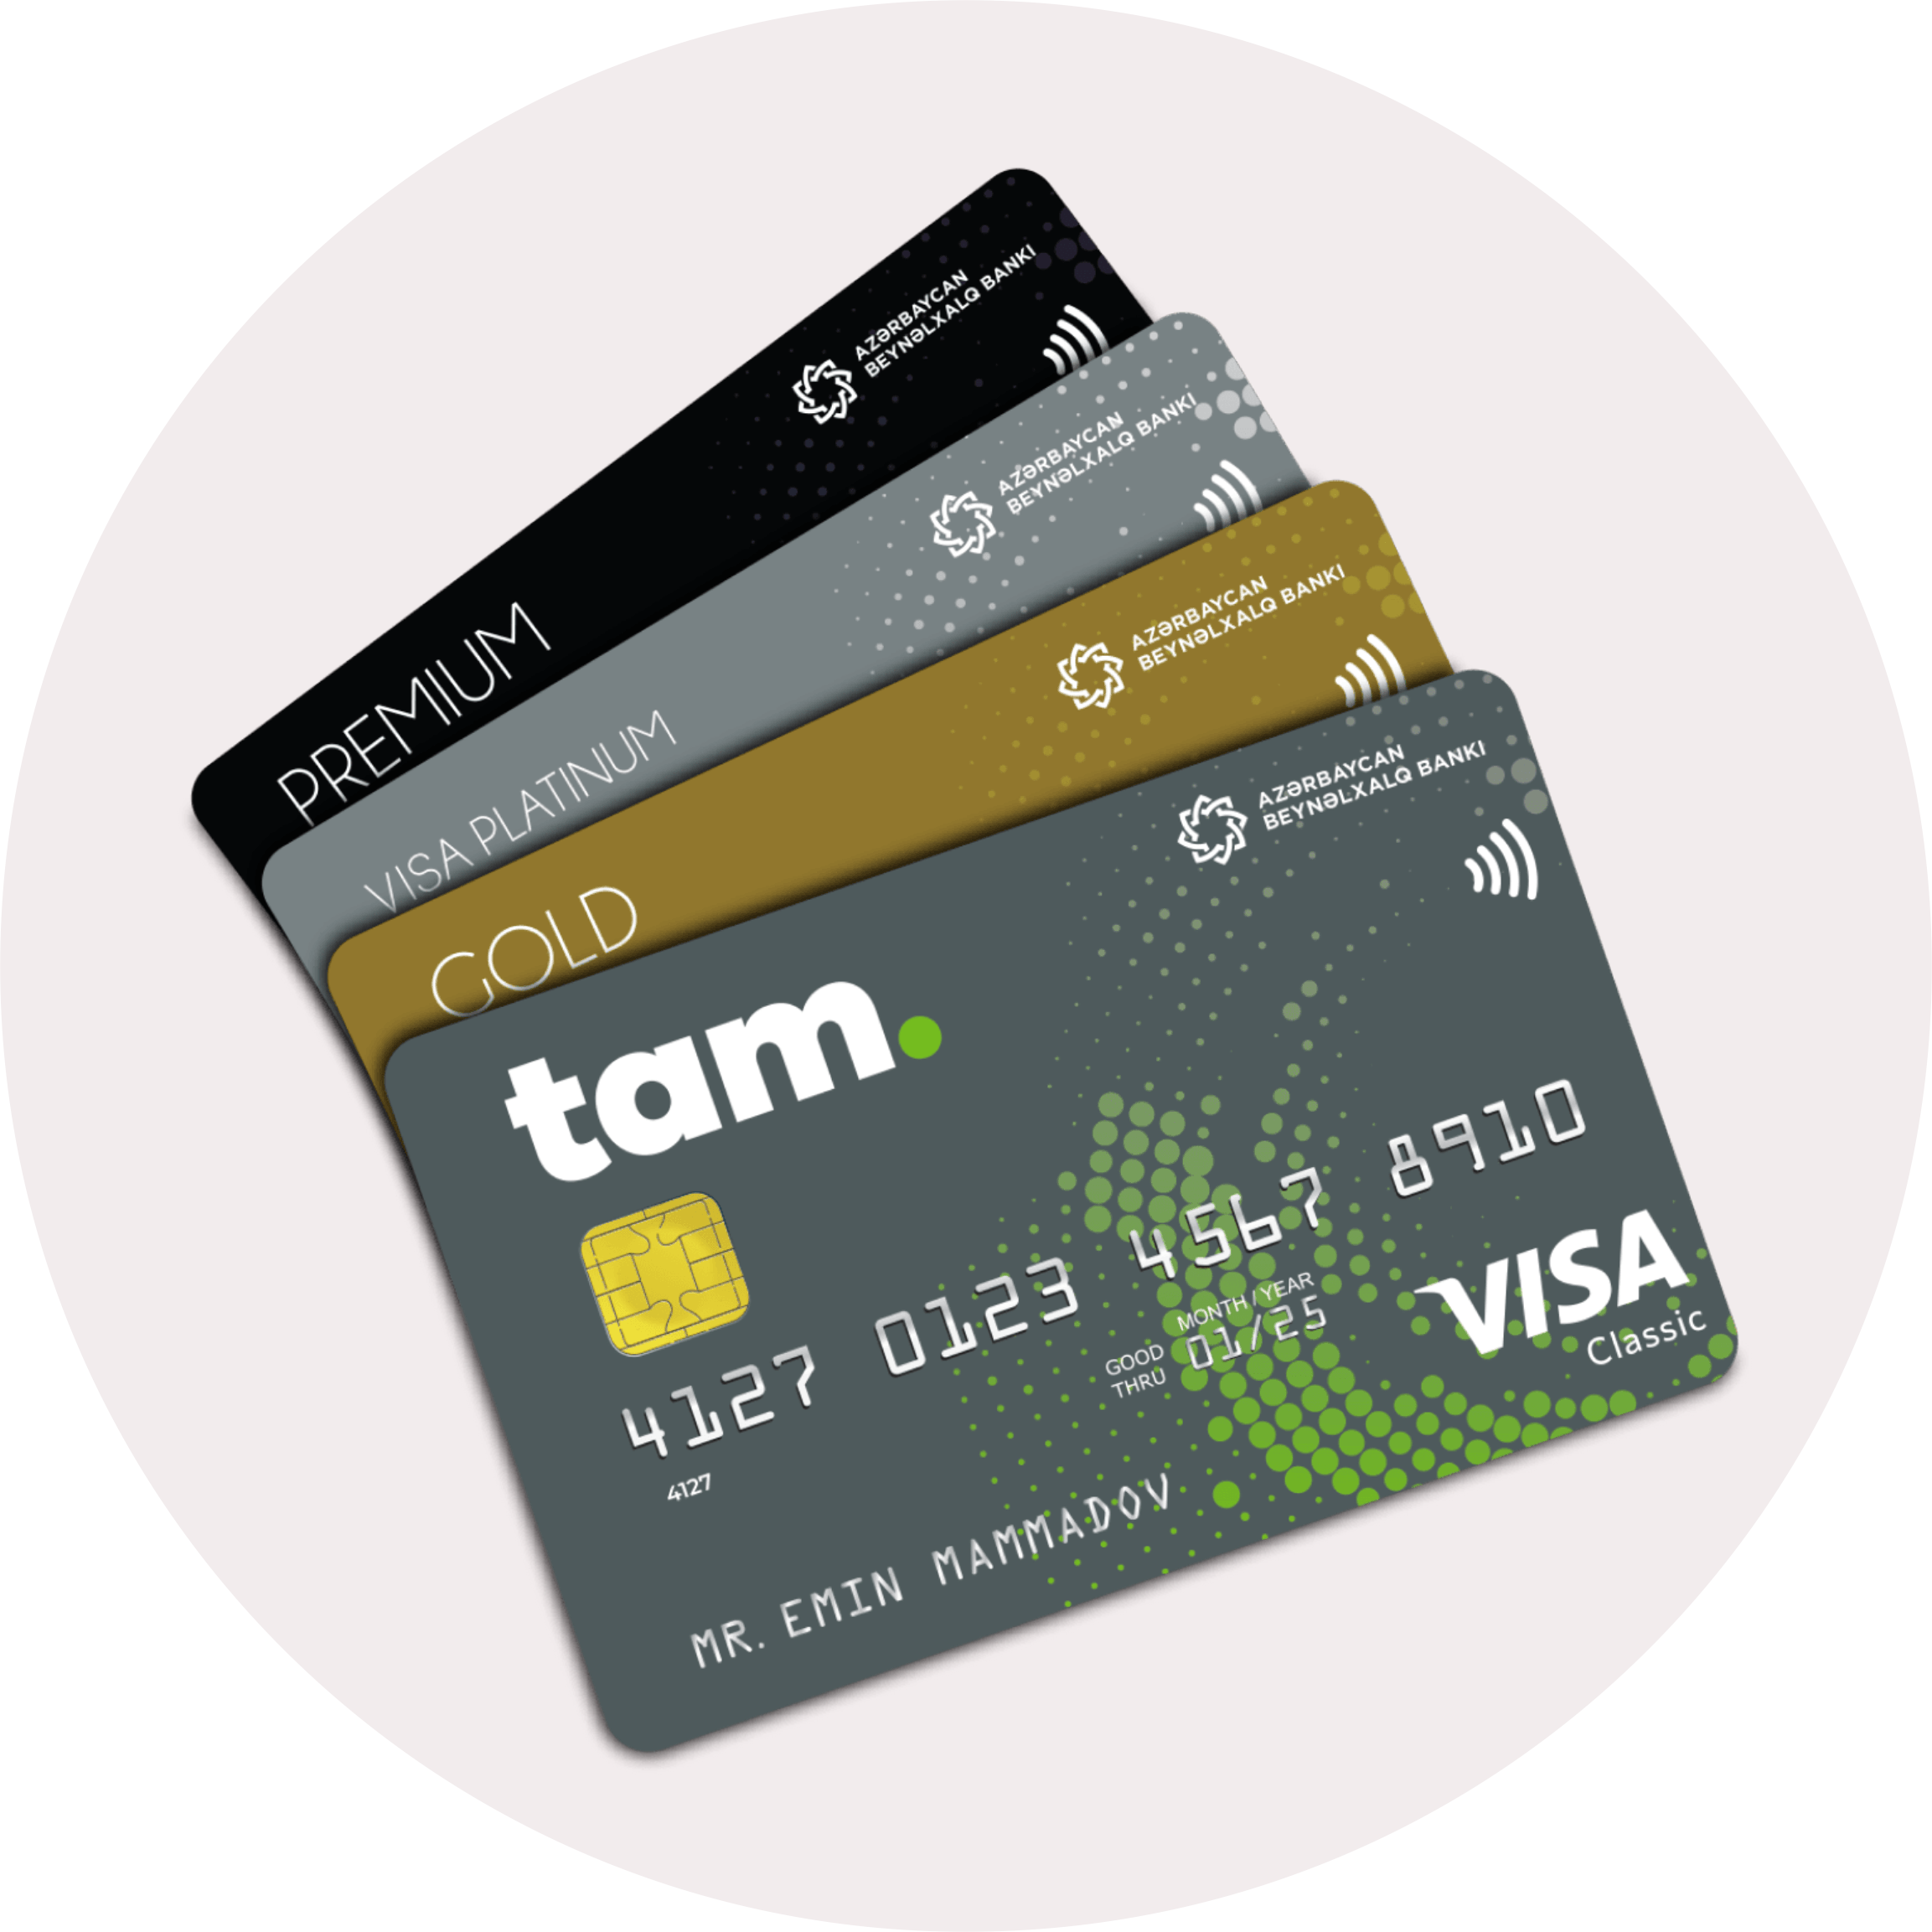 AZƏRBAYCAN
BEYNƏLXALQ BANKI
PREMIUM
AZƏRBAYCAN
BEYNƏLXALQ BANKI
VISA PLATINUM
AZƏRBAYCAN
BEYNƏLXALQ BANKI
GOLD
AZƏRBAYCAN
BEYNƏLXALQ BANKI
tam.
4127 0123 4567 8910
4127
GOOD THRU
MONTH / YEAR
01/25
VISA
Classic
MR. EMIN MAMMADOV